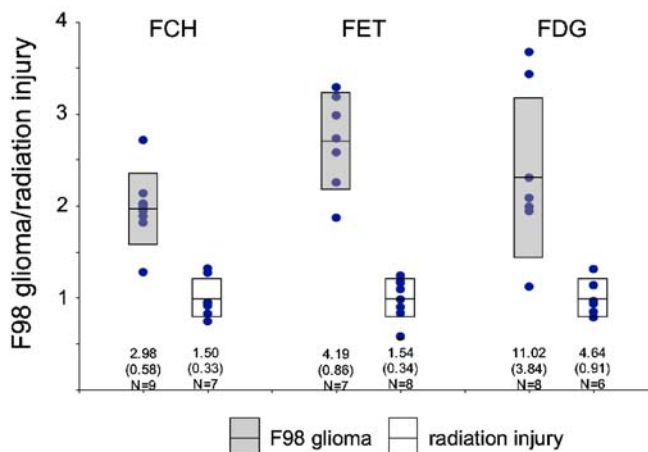 FCH FET FDG
4
3
2
1
F98 glioma/radiation injury
2.98 1.50 4.19 1.54 11.02 4.64
(0.58) (0.33) (0.86) (0.34) (3.84) (0.91)
N=9 N=7 N=7 N=8 N=8 N=6
F98 glioma radiation injury